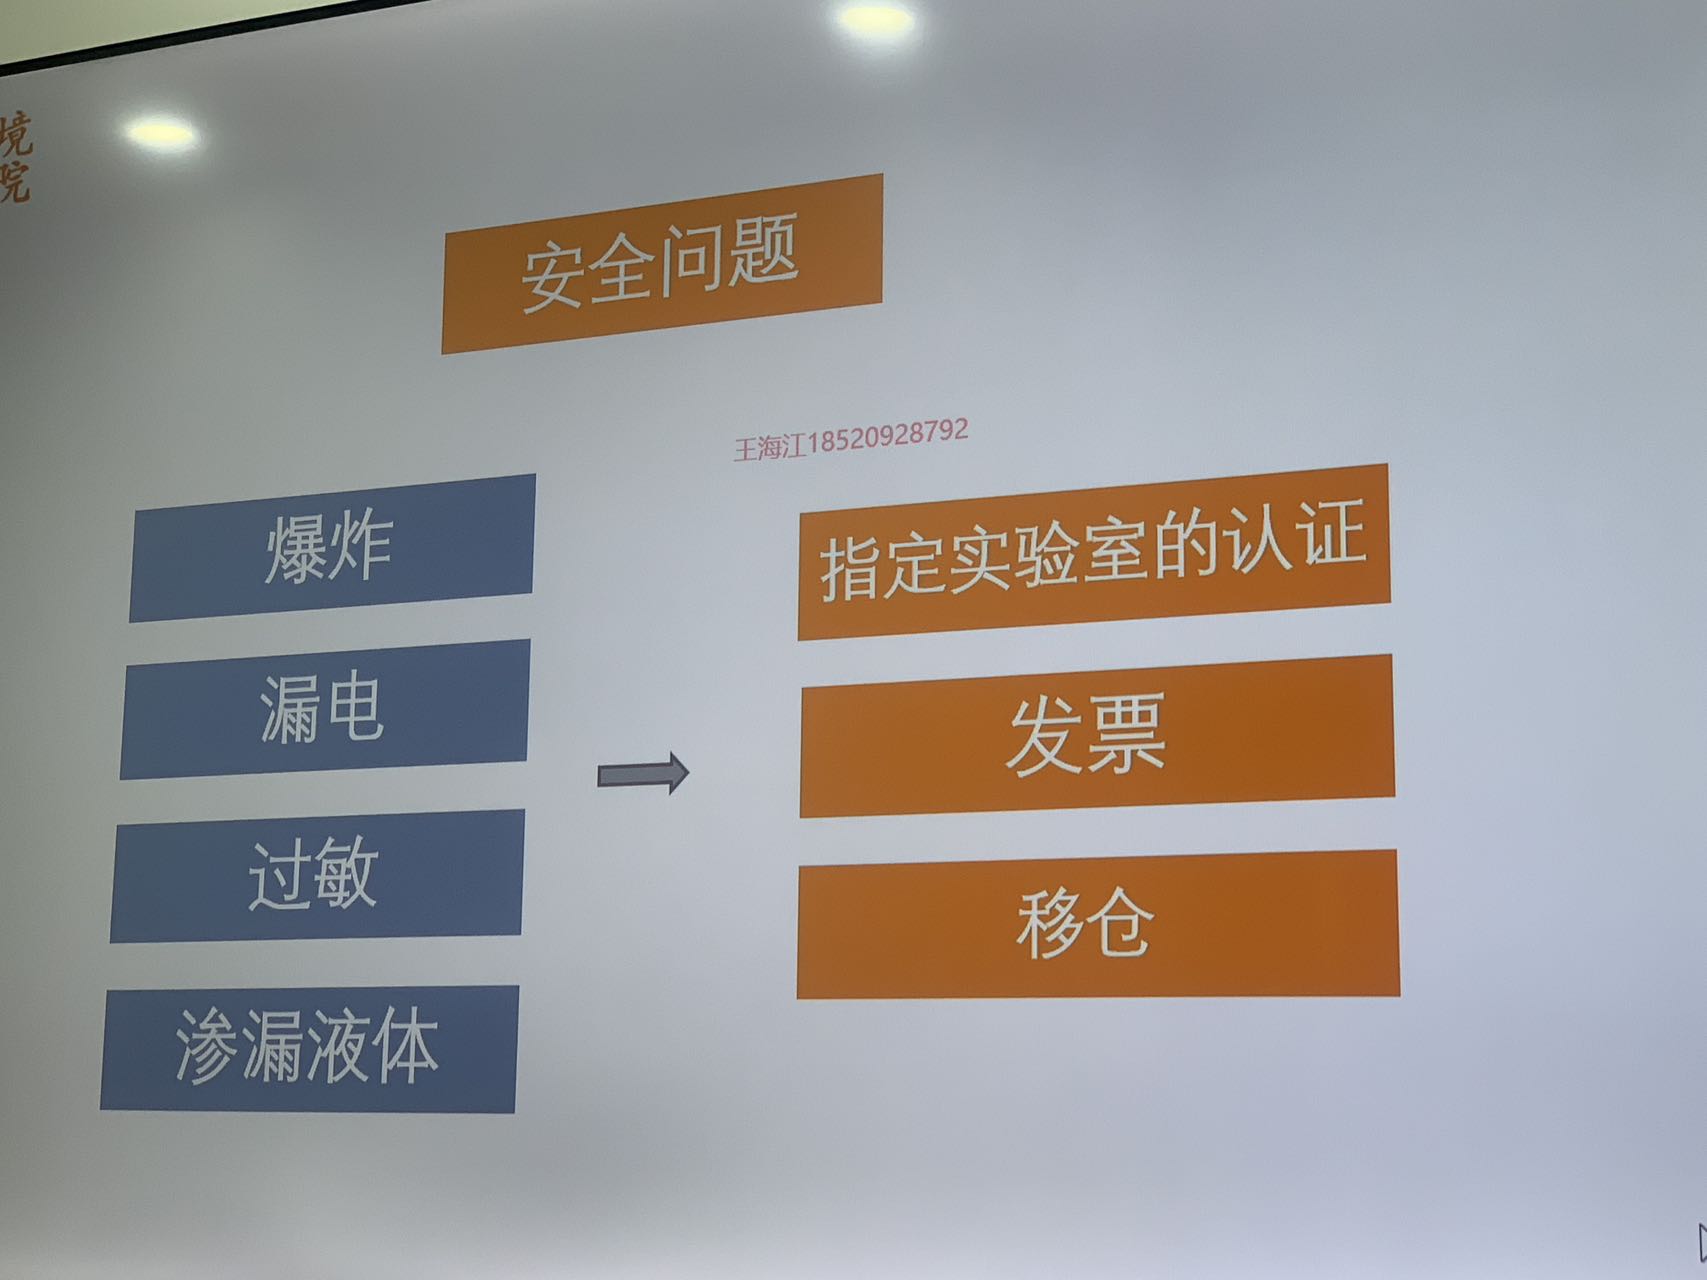 境
院
安全问题
王海江18520928792
爆炸
漏电
过敏
渗漏液体
指定实验室的认证
发票
移仓